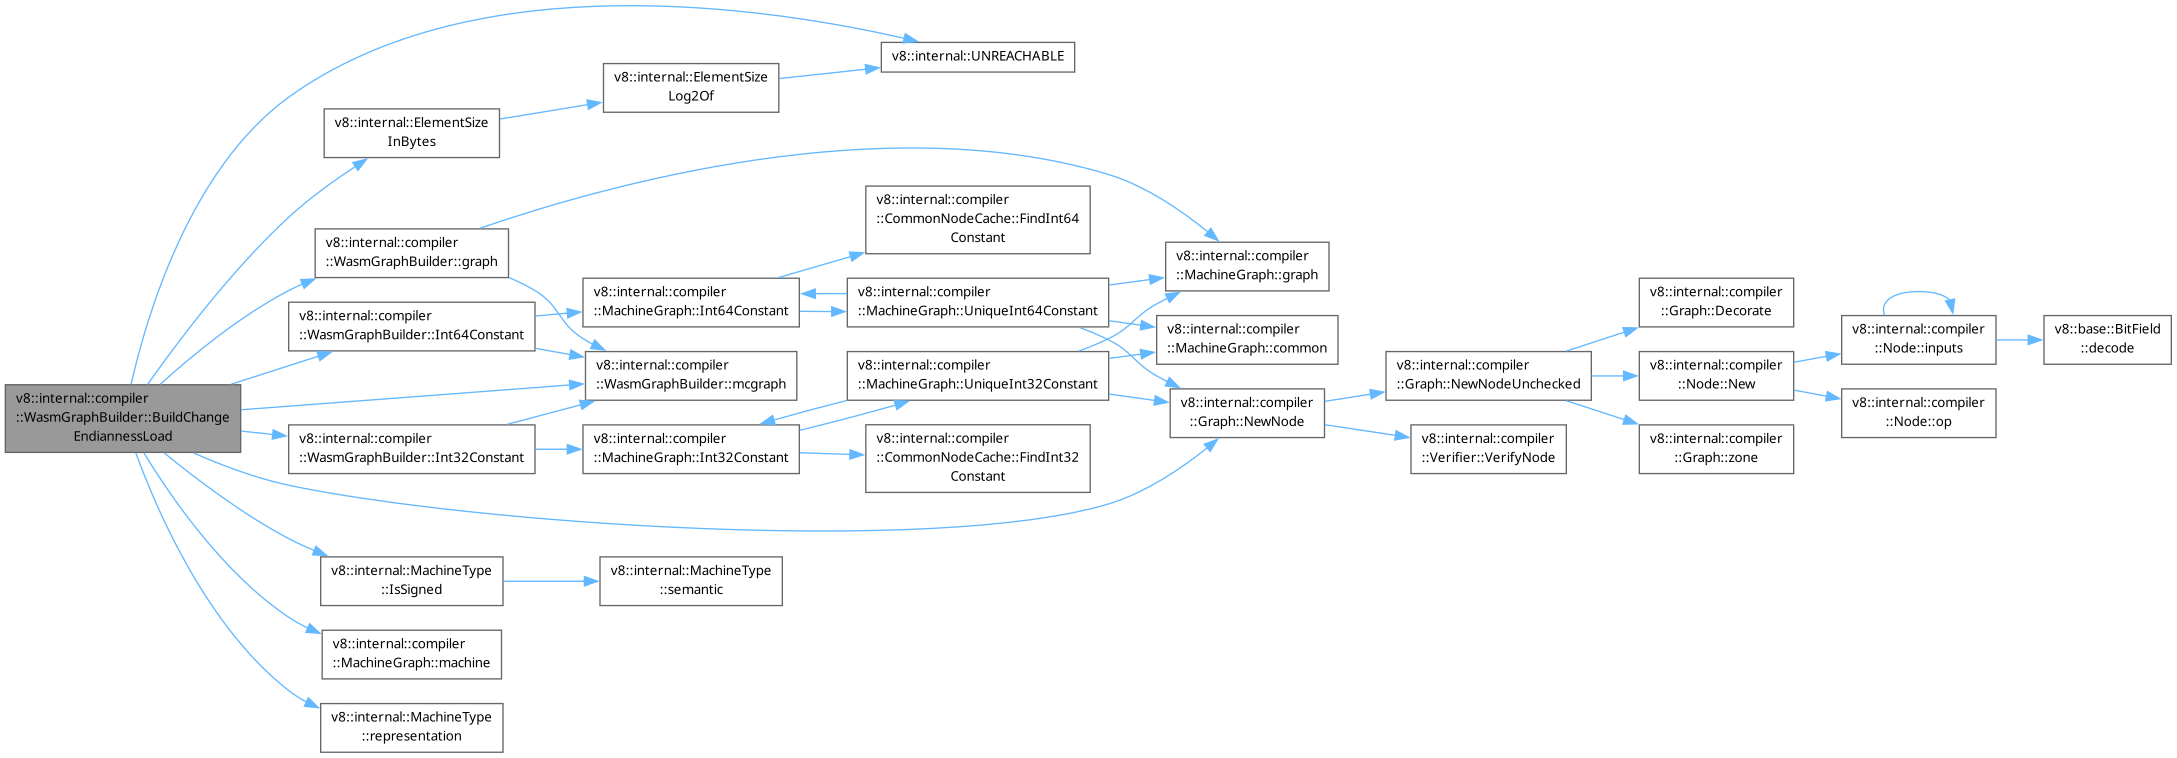 v8::internal::compiler
::WasmGraphBuilder::BuildChange
EndiannessLoad
v8::internal::UNREACHABLE
v8::internal::ElementSize
InBytes
v8::internal::ElementSize
Log2Of
v8::internal::compiler
::WasmGraphBuilder::graph
v8::internal::compiler
::WasmGraphBuilder::Int64Constant
v8::internal::compiler
::WasmGraphBuilder::mcgraph
v8::internal::compiler
::WasmGraphBuilder::Int32Constant
v8::internal::MachineType
::IsSigned
v8::internal::compiler
::MachineGraph::machine
v8::internal::MachineType
::representation
v8::internal::compiler
::MachineGraph::Int64Constant
v8::internal::compiler
::MachineGraph::Int32Constant
v8::internal::MachineType
::semantic
v8::internal::compiler
::CommonNodeCache::FindInt64
Constant
v8::internal::compiler
::MachineGraph::UniqueInt64Constant
v8::internal::compiler
::MachineGraph::UniqueInt32Constant
v8::internal::compiler
::CommonNodeCache::FindInt32
Constant
v8::internal::compiler
::MachineGraph::graph
v8::internal::compiler
::MachineGraph::common
v8::internal::compiler
::Graph::NewNode
v8::internal::compiler
::Graph::NewNodeUnchecked
v8::internal::compiler
::Verifier::VerifyNode
v8::internal::compiler
::Graph::Decorate
v8::internal::compiler
::Node::New
v8::internal::compiler
::Graph::zone
v8::internal::compiler
::Node::inputs
v8::internal::compiler
::Node::op
v8::base::BitField
::decode